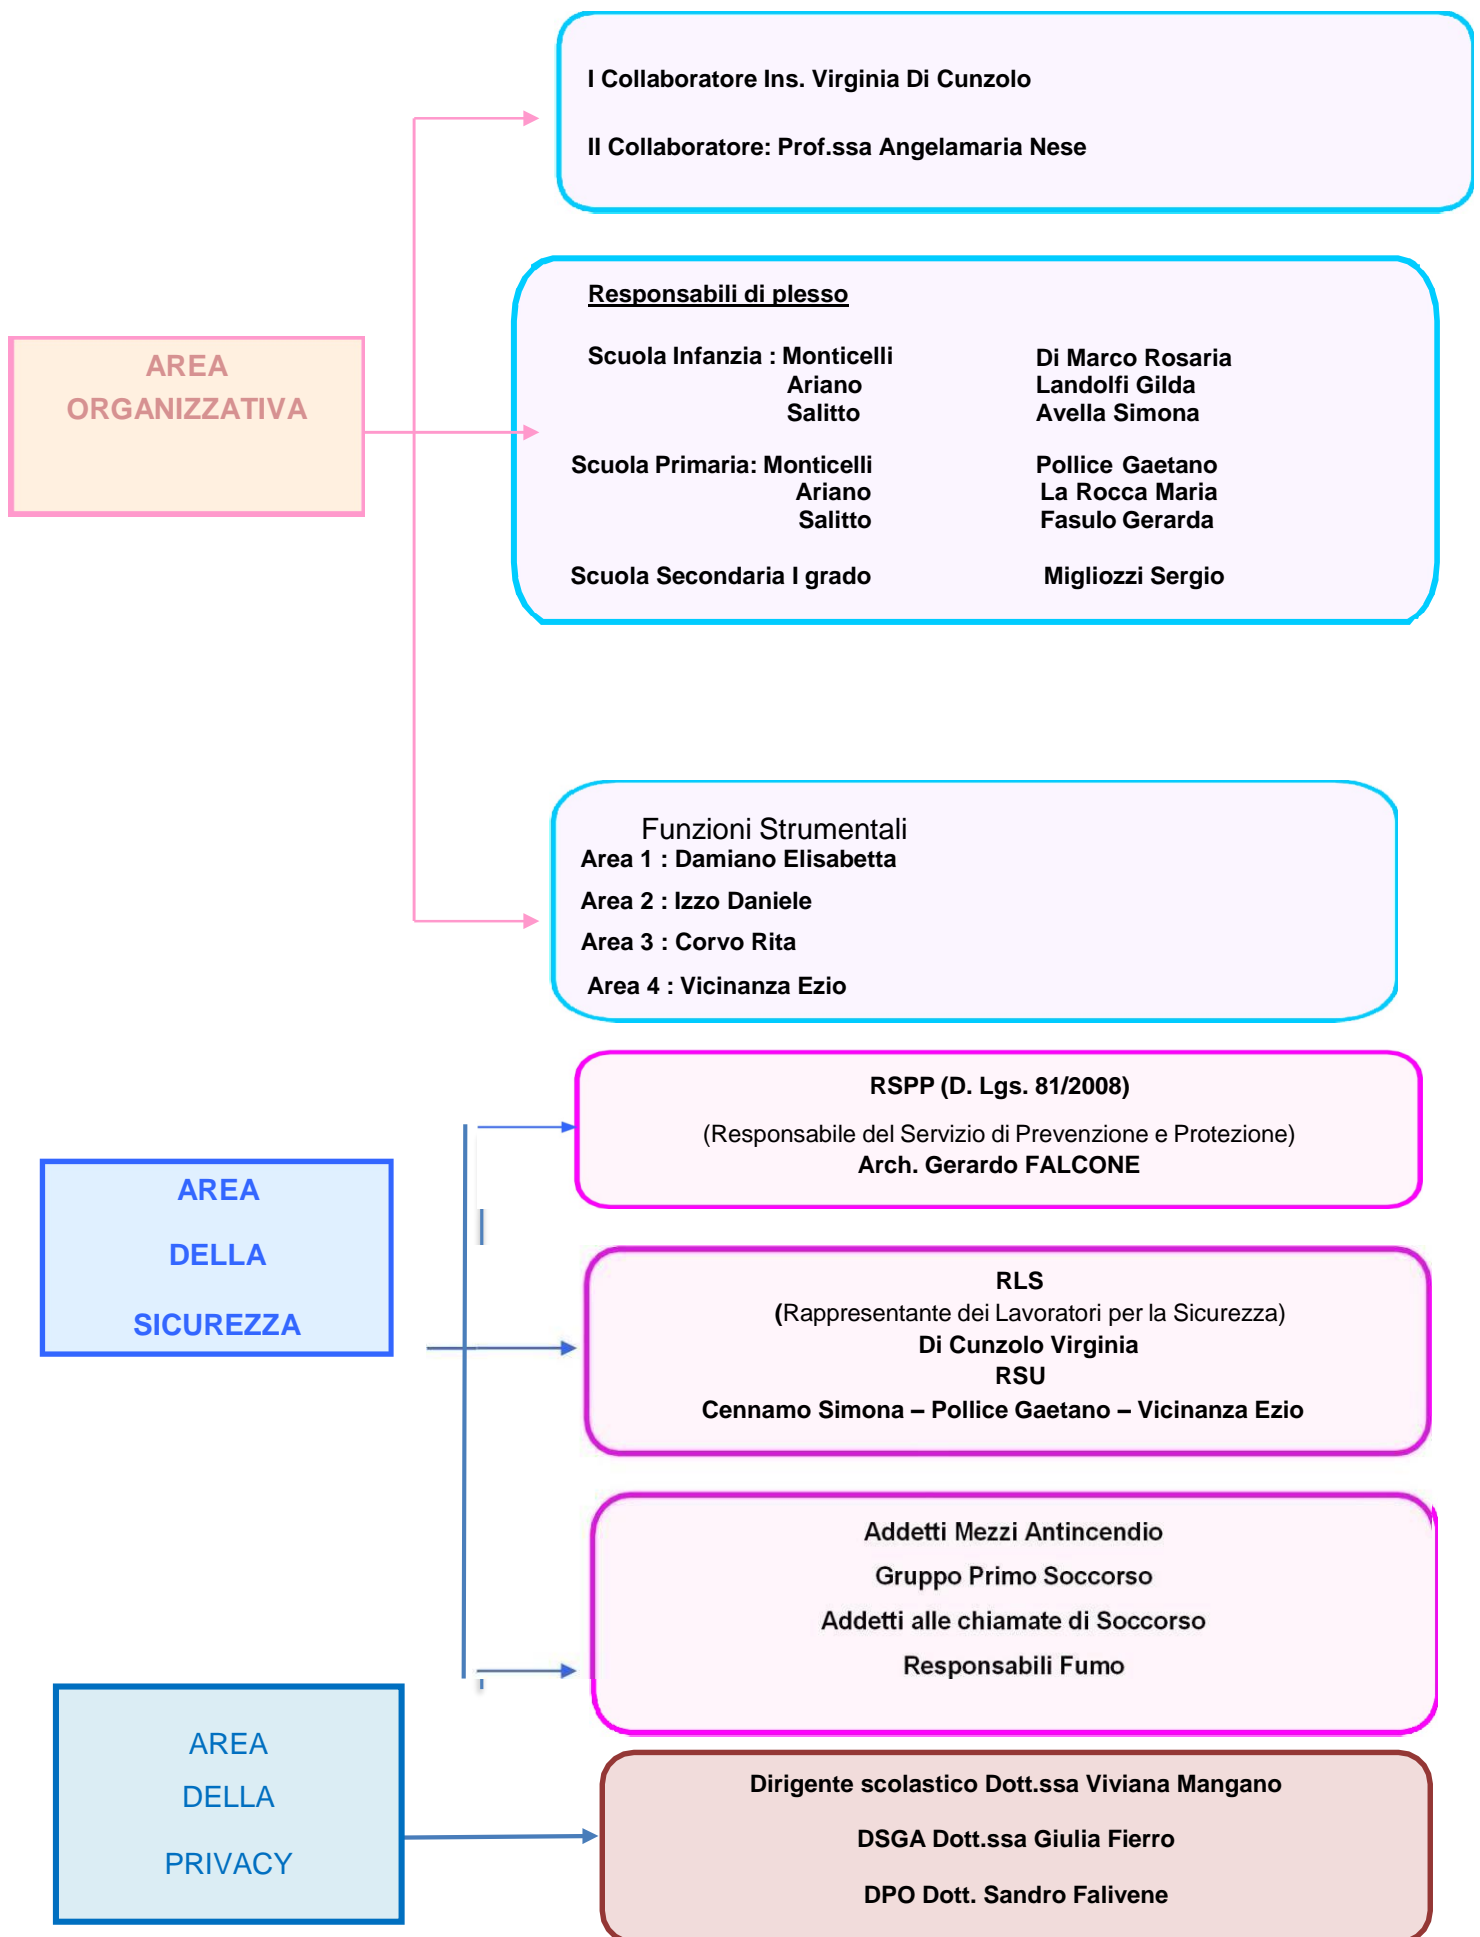 I Collaboratore Ins. Virginia Di Cunzolo
II Collaboratore: Prof.ssa Angelamaria Nese
AREA
ORGANIZZATIVA
Responsabili di plesso
Scuola Infanzia : Monticelli Di Marco Rosaria
Ariano Landolfi Gilda
Salitto Avella Simona
Scuola Primaria: Monticelli Pollice Gaetano
Ariano La Rocca Maria
Salitto Fasulo Gerarda
Scuola Secondaria I grado Migliozzi Sergio
Funzioni Strumentali
Area 1 : Damiano Elisabetta
Area 2 : Izzo Daniele
Area 3 : Corvo Rita
Area 4 : Vicinanza Ezio
AREA
DELLA
SICUREZZA
RSPP (D. Lgs. 81/2008)
(Responsabile del Servizio di Prevenzione e Protezione)
Arch. Gerardo FALCONE
RLS
(Rappresentante dei Lavoratori per la Sicurezza)
Di Cunzolo Virginia
RSU
Cennamo Simona – Pollice Gaetano – Vicinanza Ezio
Addetti Mezzi Antincendio
Gruppo Primo Soccorso
Addetti alle chiamate di Soccorso
Responsabili Fumo
AREA
DELLA
PRIVACY
Dirigente scolastico Dott.ssa Viviana Mangano
DSGA Dott.ssa Giulia Fierro
DPO Dott. Sandro Falivene